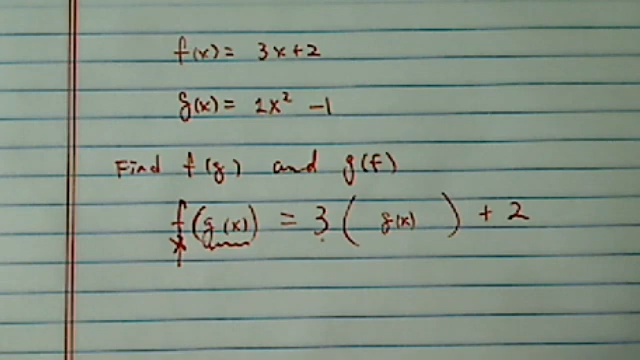 f(x) = 3x+2
g(x) = 2x² -1
Find f(g) and g(f)
f(g(x)) = 3( g(x) ) + 2